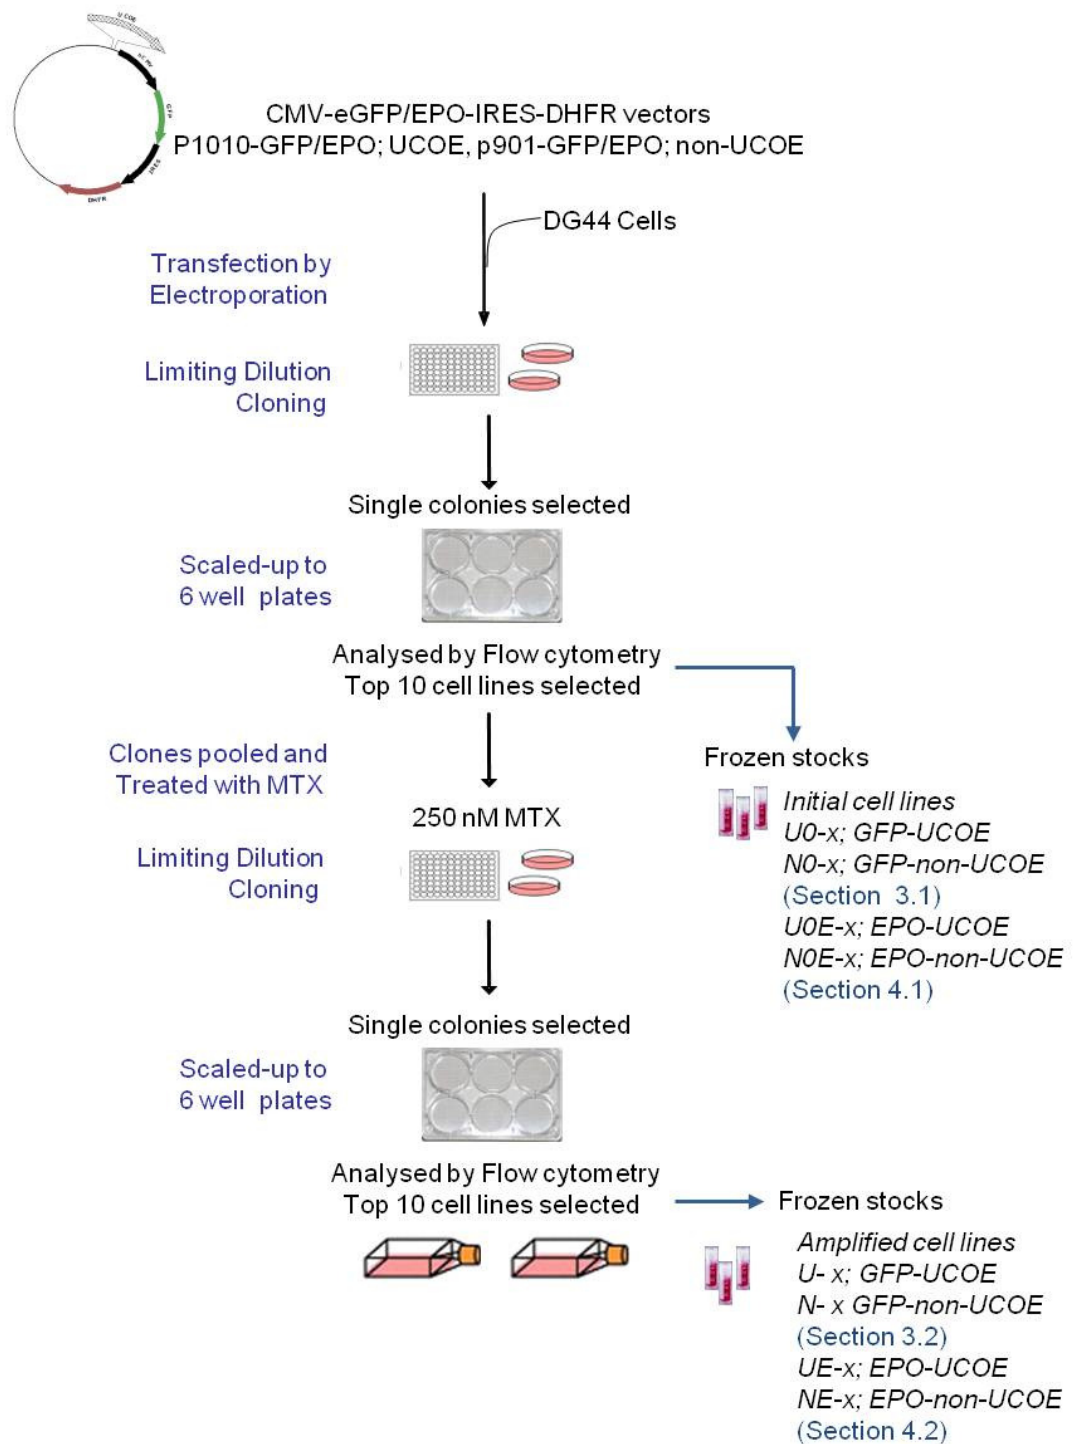 U COE
hCMV
GFP
IRES
DHFR
CMV-eGFP/EPO-IRES-DHFR vectors
P1010-GFP/EPO; UCOE, p901-GFP/EPO; non-UCOE
DG44 Cells
Transfection by
Electroporation
Limiting Dilution
Cloning
Single colonies selected
Scaled-up to
6 well plates
Analysed by Flow cytometry
Top 10 cell lines selected
Clones pooled and
Treated with MTX
250 nM MTX
Limiting Dilution
Cloning
Frozen stocks
Initial cell lines
U0-x; GFP-UCOE
N0-x; GFP-non-UCOE
(Section 3.1)
U0E-x; EPO-UCOE
N0E-x; EPO-non-UCOE
(Section 4.1)
Single colonies selected
Scaled-up to
6 well plates
Analysed by Flow cytometry
Top 10 cell lines selected
Frozen stocks
Amplified cell lines
U- x; GFP-UCOE
N- x GFP-non-UCOE
(Section 3.2)
UE-x; EPO-UCOE
NE-x; EPO-non-UCOE
(Section 4.2)